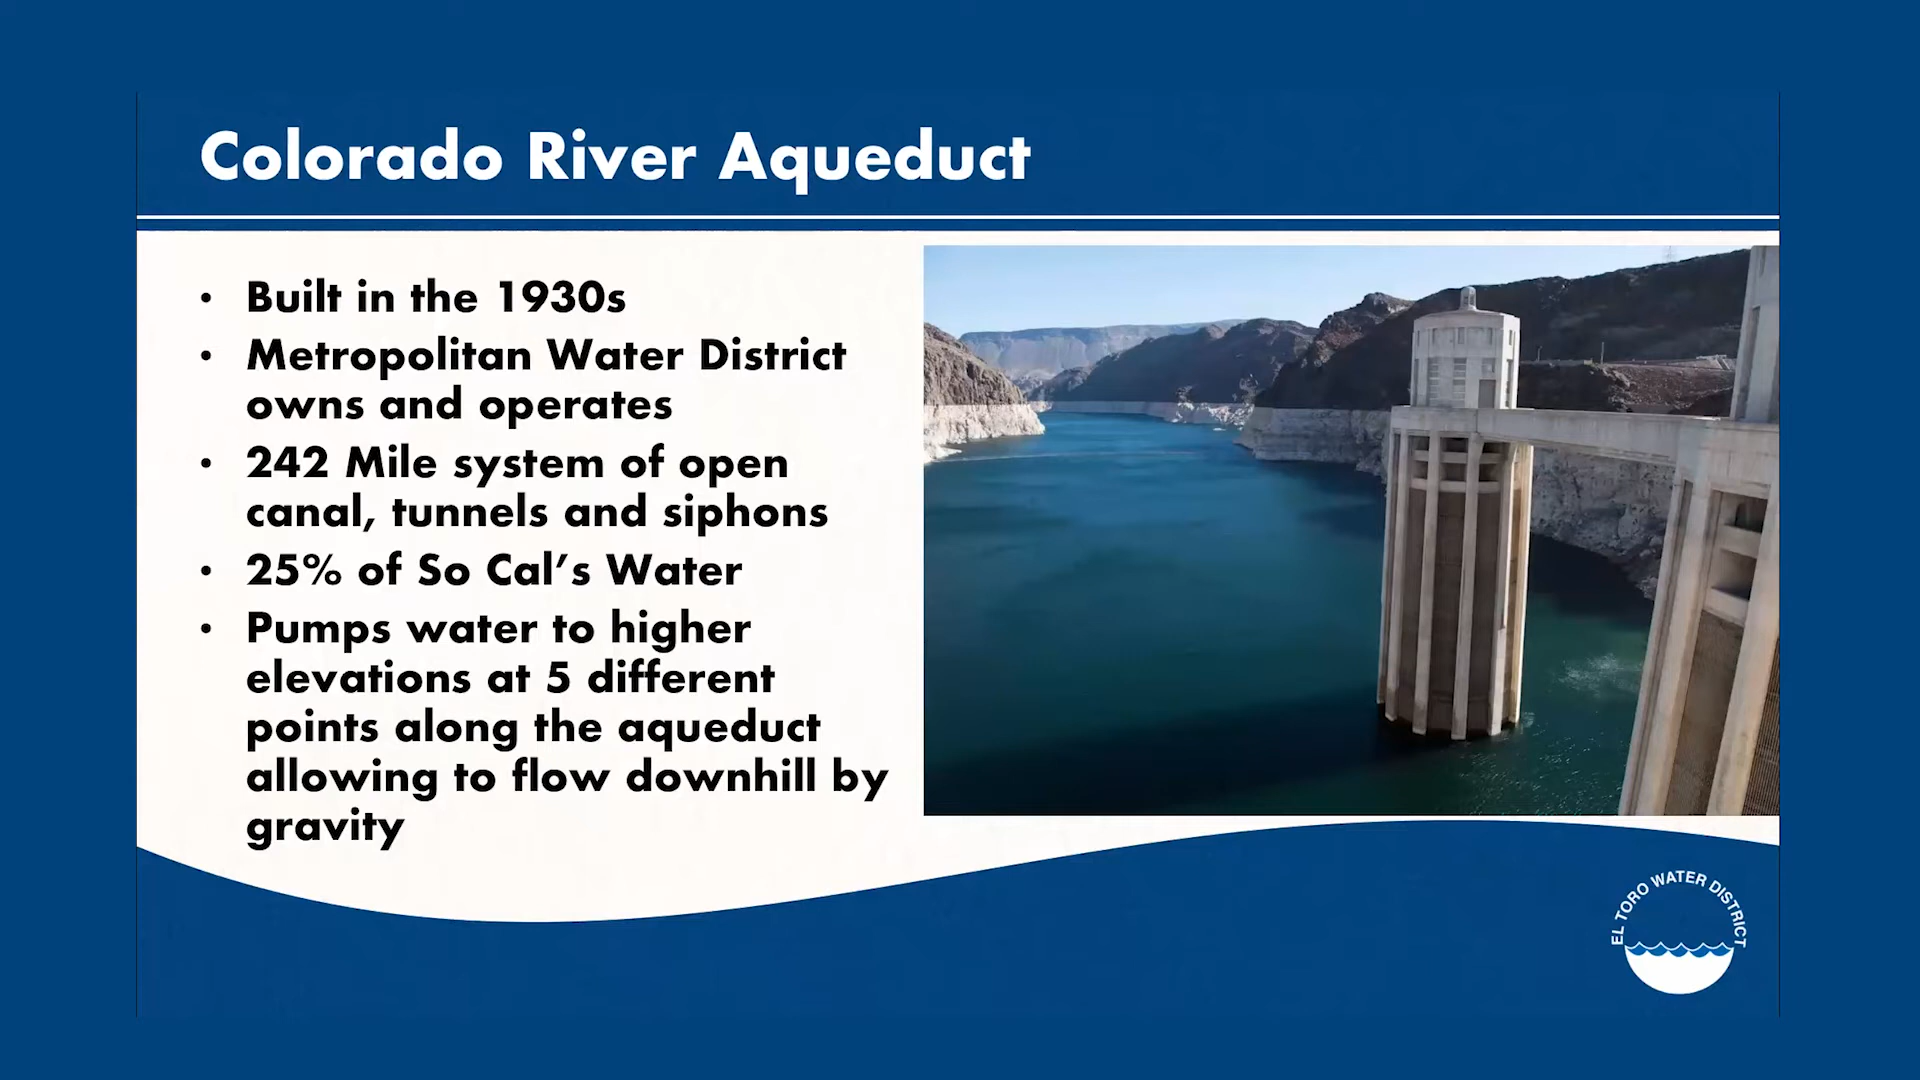 Colorado River Aqueduct
• Built in the 1930s
• Metropolitan Water District
owns and operates
• 242 Mile system of open
canal, tunnels and siphons
• 25% of So Cal’s Water
• Pumps water to higher
elevations at 5 different
points along the aqueduct
allowing to flow downhill by
gravity
EL TORO WATER DISTRICT